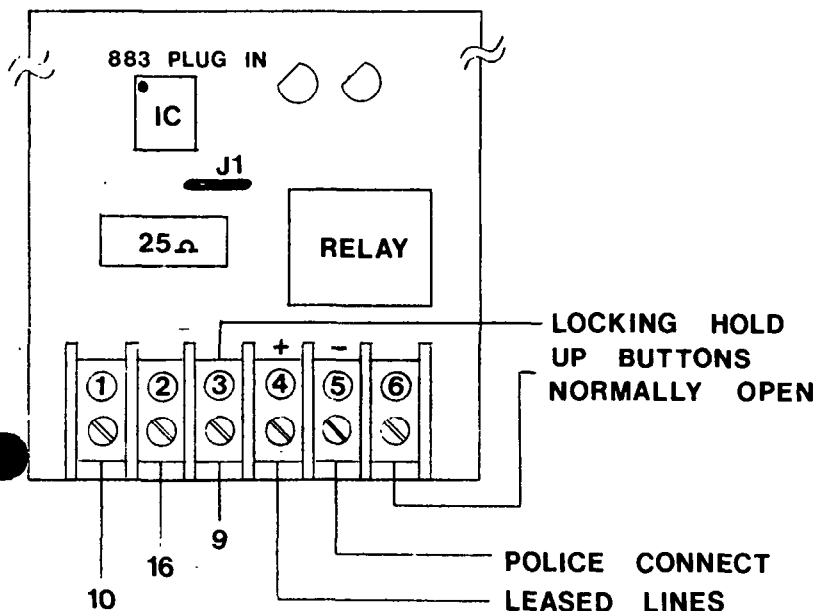 883 PLUG IN
IC
J1
25Ω
RELAY
LOCKING HOLD
UP BUTTONS
NORMALLY OPEN
+ −
1 2 3 4 5 6
9
16
10
POLICE CONNECT
LEASED LINES